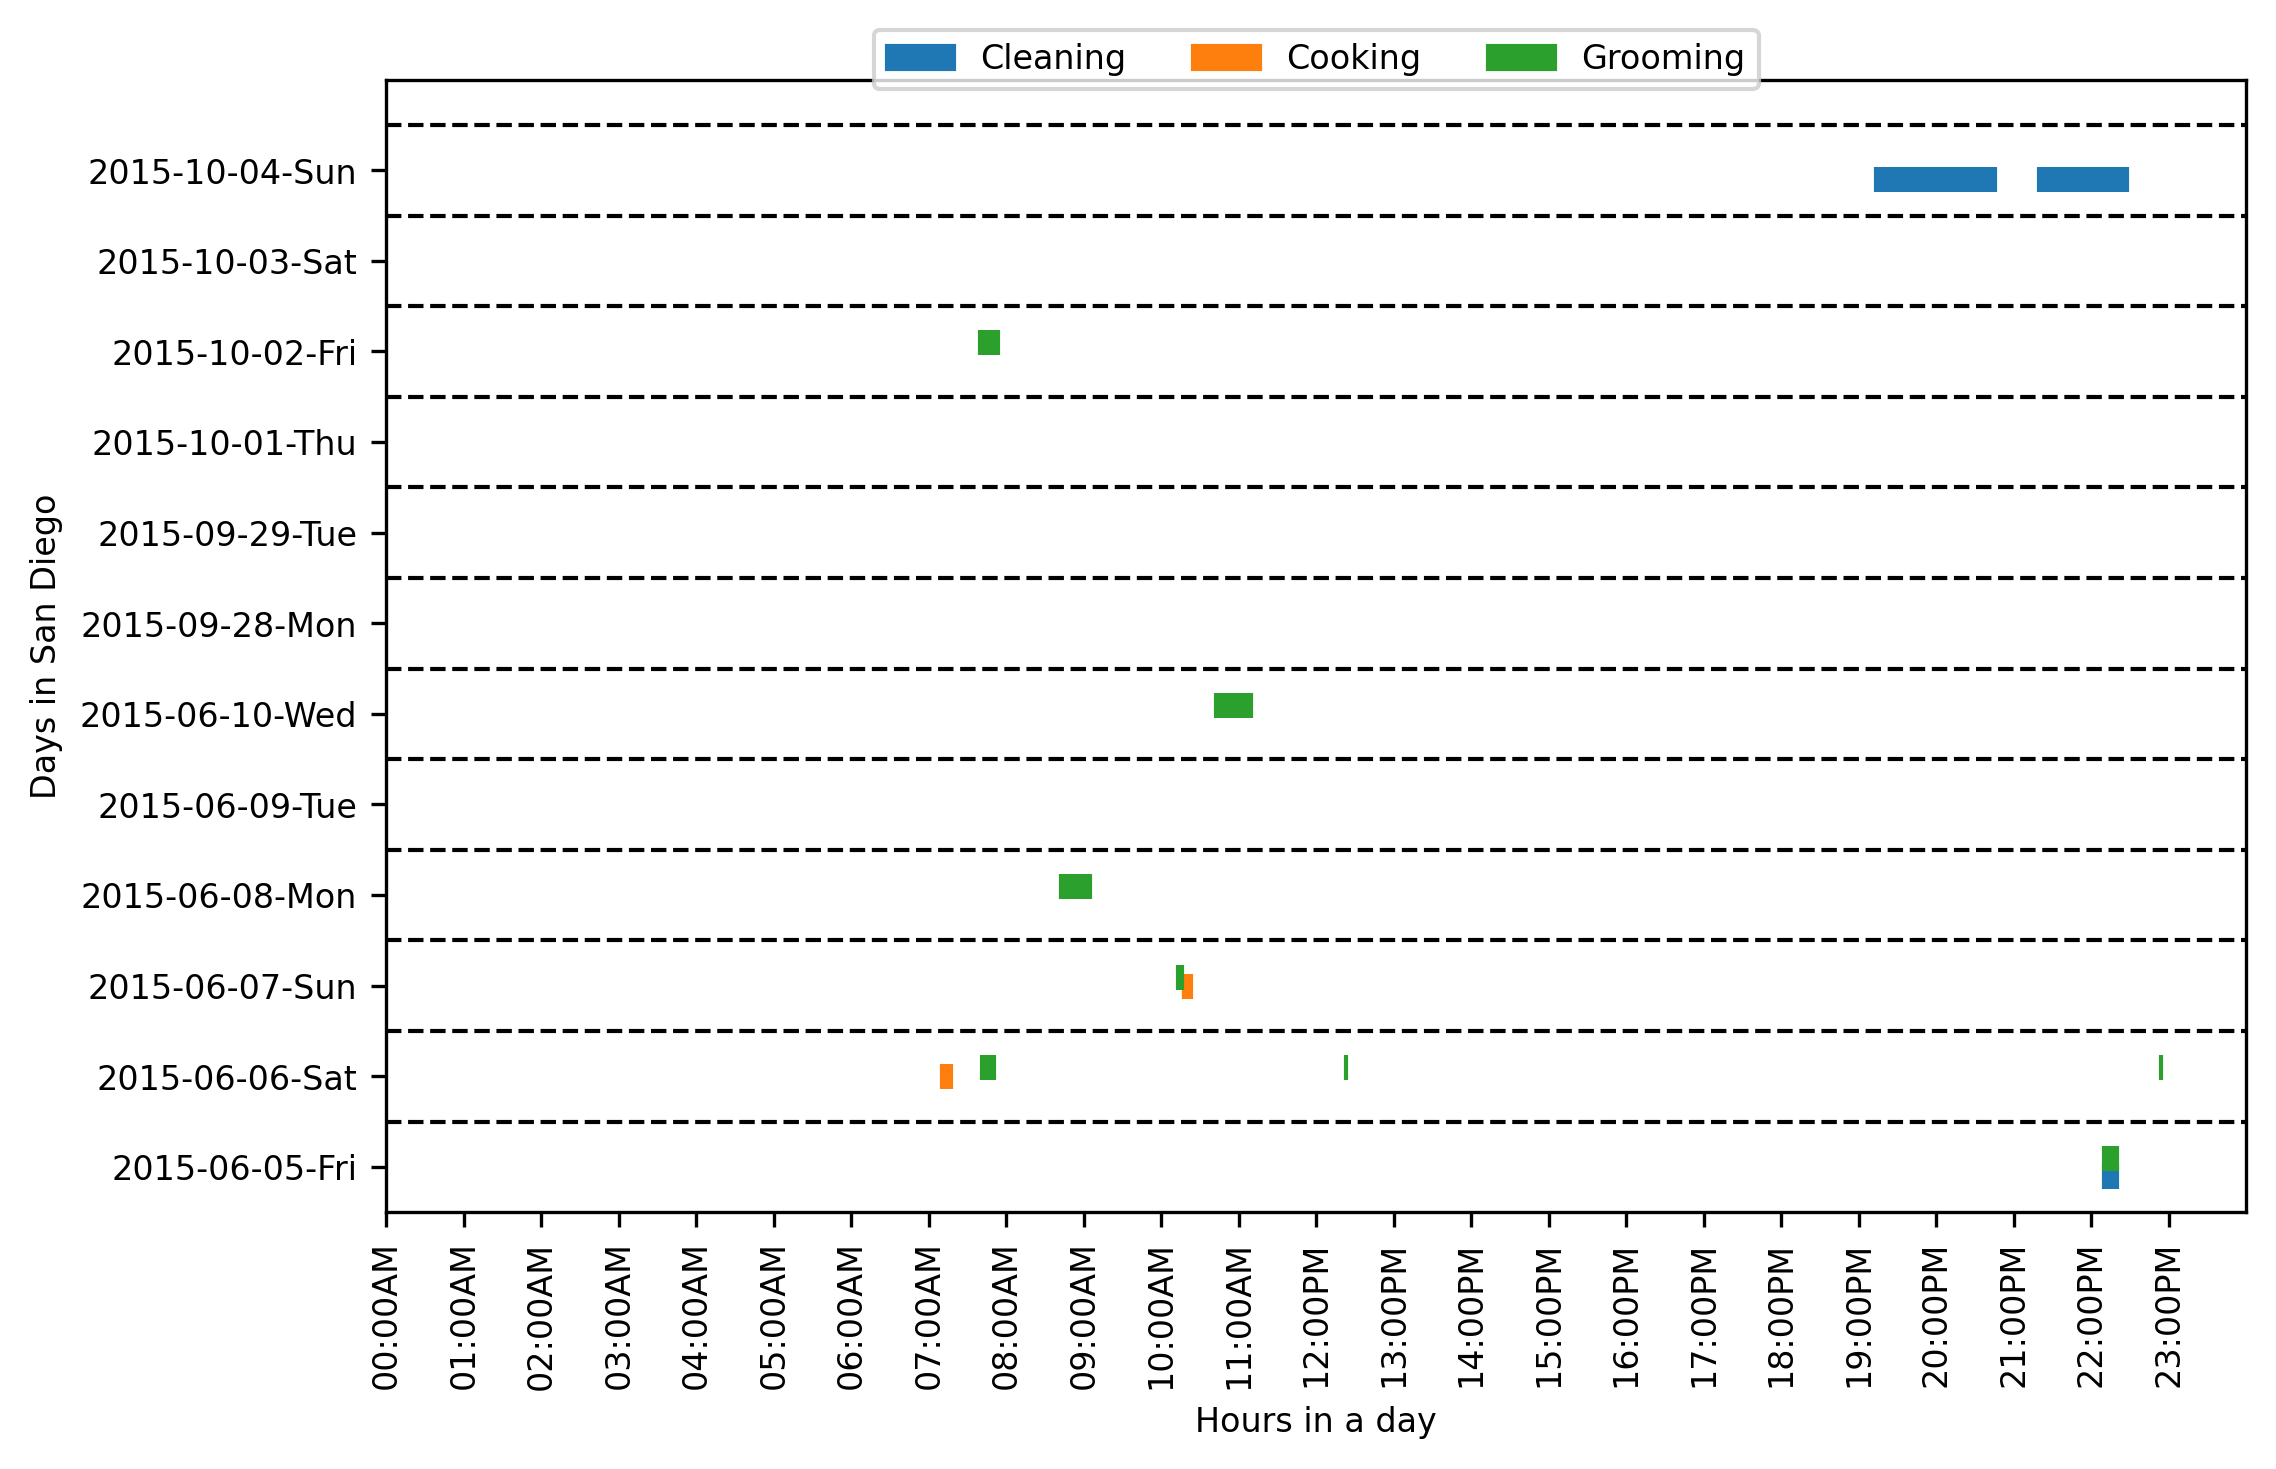 Cleaning Cooking Grooming
2015-10-04-Sun
2015-10-03-Sat
2015-10-02-Fri
2015-10-01-Thu
2015-09-29-Tue
2015-09-28-Mon
2015-06-10-Wed
2015-06-09-Tue
2015-06-08-Mon
2015-06-07-Sun
2015-06-06-Sat
2015-06-05-Fri
Days in San Diego
00:00AM
01:00AM
02:00AM
03:00AM
04:00AM
05:00AM
06:00AM
07:00AM
08:00AM
09:00AM
10:00AM
11:00AM
12:00PM
13:00PM
14:00PM
15:00PM
16:00PM
17:00PM
18:00PM
19:00PM
20:00PM
21:00PM
22:00PM
23:00PM
Hours in a day